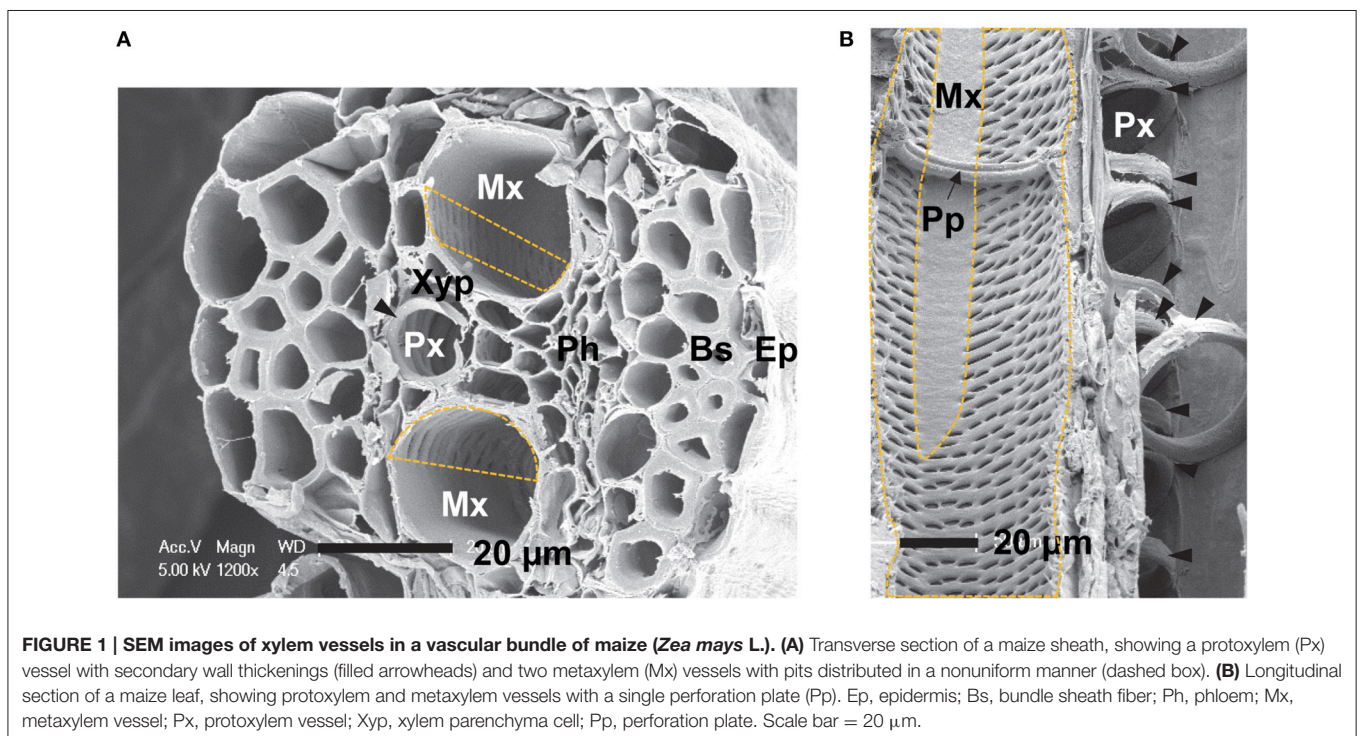 A
B
Mx
Xyp
Px
Ph
Bs
Ep
Mx
Acc.V Magn WD
5.00 kV 1200x 4.5
20 μm
Mx
Px
Pp
20 μm
FIGURE 1 | SEM images of xylem vessels in a vascular bundle of maize (Zea mays L.). (A) Transverse section of a maize sheath, showing a protoxylem (Px)
vessel with secondary wall thickenings (filled arrowheads) and two metaxylem (Mx) vessels with pits distributed in a nonuniform manner (dashed box). (B) Longitudinal
section of a maize leaf, showing protoxylem and metaxylem vessels with a single perforation plate (Pp). Ep, epidermis; Bs, bundle sheath fiber; Ph, phloem; Mx,
metaxylem vessel; Px, protoxylem vessel; Xyp, xylem parenchyma cell; Pp, perforation plate. Scale bar = 20 μm.